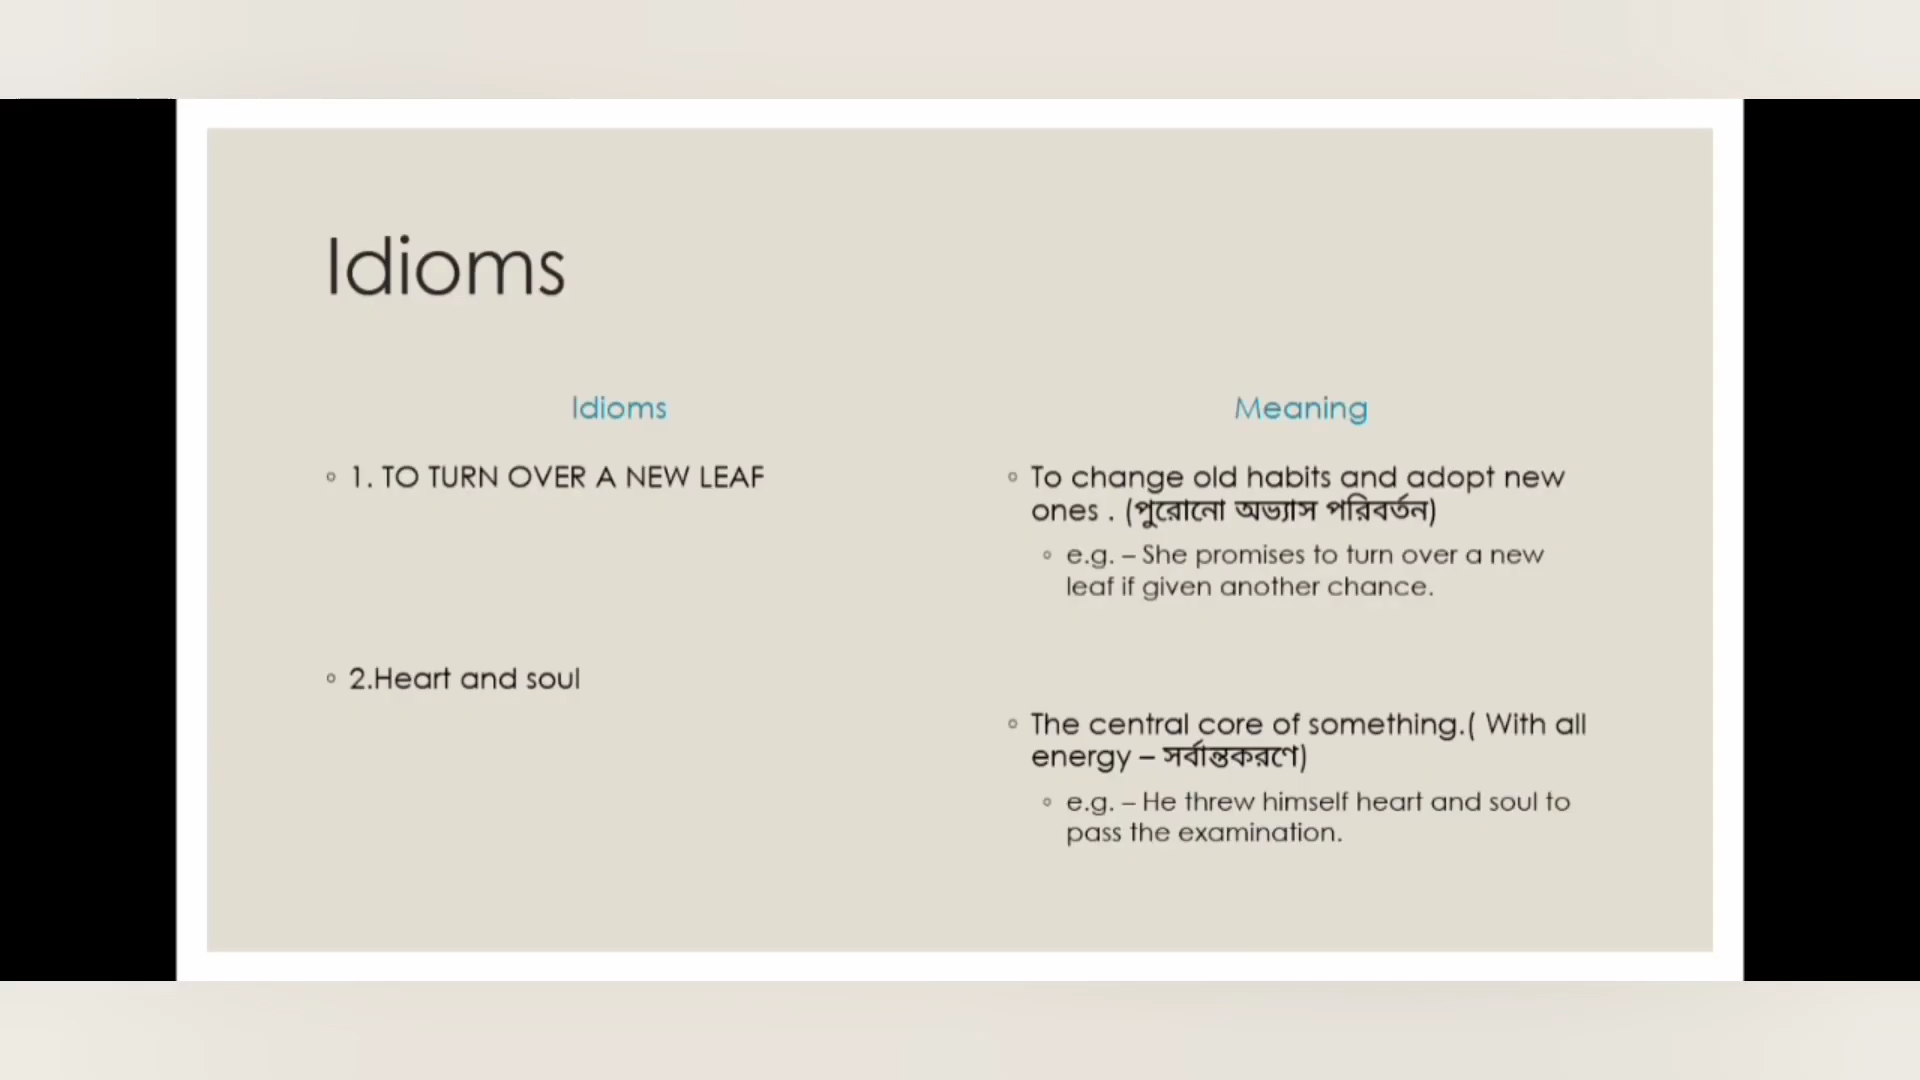 Idioms
Idioms
◦ 1. TO TURN OVER A NEW LEAF
◦ 2.Heart and soul
Meaning
◦ To change old habits and adopt new
ones . (পুরোনো অভ্যাস পরিবর্তন)
◦ e.g. – She promises to turn over a new
leaf if given another chance.
◦ The central core of something.( With all
energy – সর্বান্তকরণে)
◦ e.g. – He threw himself heart and soul to
pass the examination.